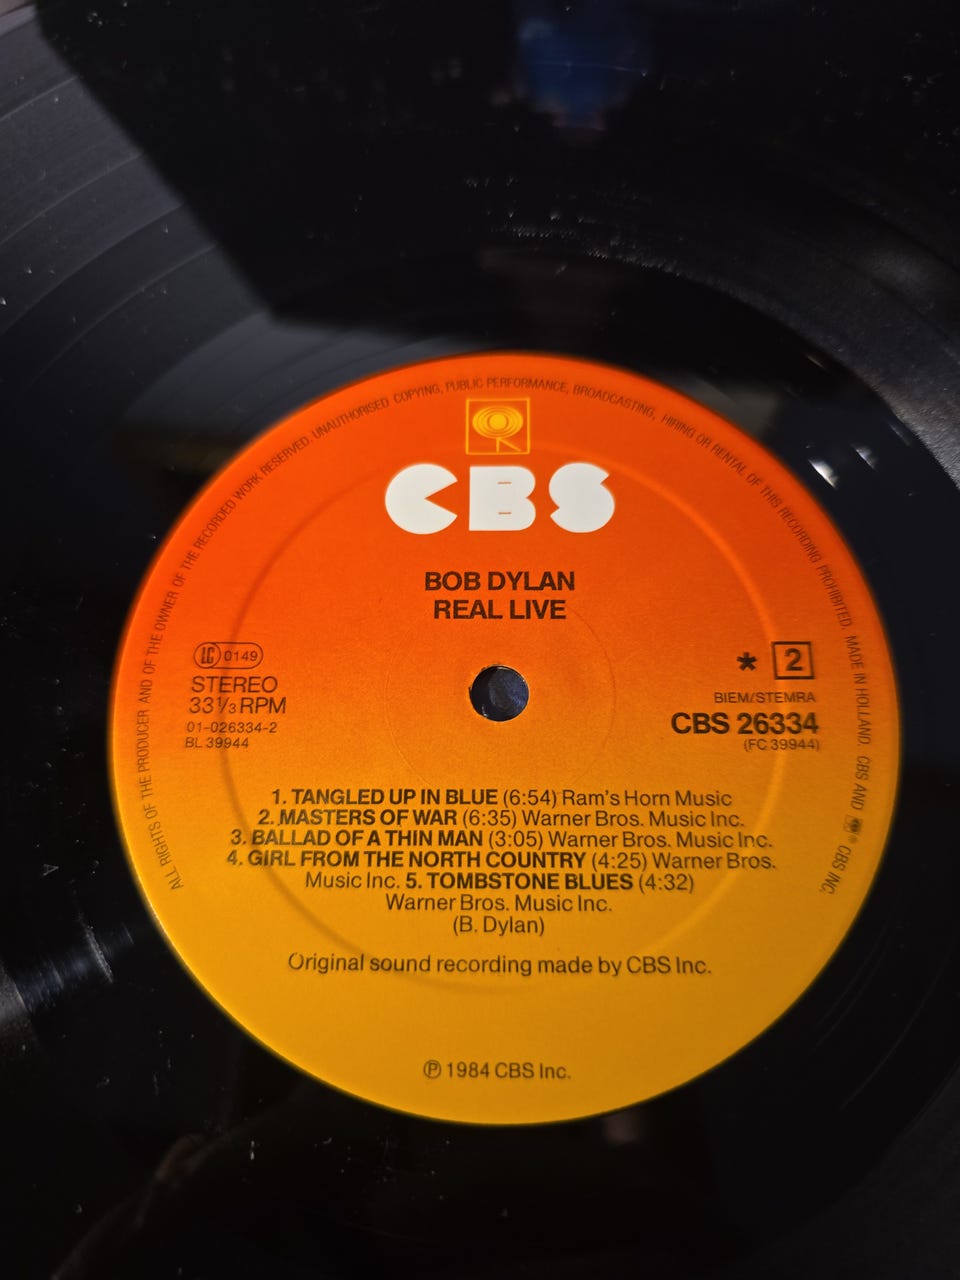 ALL RIGHTS OF THE PRODUCER AND OF THE OWNER OF THE RECORDED WORK RESERVED. UNAUTHORISED COPYING, PUBLIC PERFORMANCE, BROADCASTING, HIRING OR RENTAL OF THIS RECORDING PROHIBITED. MADE IN HOLLAND. CBS AND ® CBS INC.
CBS
BOB DYLAN
REAL LIVE
LC 0149
STEREO
33⅓ RPM
01-026334-2
BL 39944
* 2
BIEM/STEMRA
CBS 26334
(FC 39944)
1. TANGLED UP IN BLUE (6:54) Ram's Horn Music
2. MASTERS OF WAR (6:35) Warner Bros. Music Inc.
3. BALLAD OF A THIN MAN (3:05) Warner Bros. Music Inc.
4. GIRL FROM THE NORTH COUNTRY (4:25) Warner Bros.
Music Inc. 5. TOMBSTONE BLUES (4:32)
Warner Bros. Music Inc.
(B. Dylan)
Original sound recording made by CBS Inc.
℗ 1984 CBS Inc.